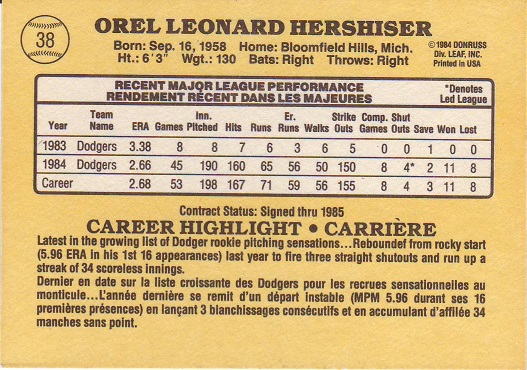 38
OREL LEONARD HERSHISER
Born: Sep. 16, 1958 Home: Bloomfield Hills, Mich.
Ht.: 6'3" Wgt.: 130 Bats: Right Throws: Right
©1984 DONRUSS
Div. LEAF, INC.
Printed in USA
RECENT MAJOR LEAGUE PERFORMANCE
RENDEMENT RÉCENT DANS LES MAJEURES
*Denotes
Led League
Year Team Name ERA Games Inn. Pitched Hits Runs Er. Runs Walks Strike Outs Comp. Games Shut Outs Save Won Lost
1983 Dodgers 3.38 8 8 7 6 3 6 5 0 0 1 0 0
1984 Dodgers 2.66 45 190 160 65 56 50 150 8 4* 2 11 8
Career 2.68 53 198 167 71 59 56 155 8 4 3 11 8
Contract Status: Signed thru 1985
CAREER HIGHLIGHT • CARRIÈRE
Latest in the growing list of Dodger rookie pitching sensations...Reboundef from rocky start
(5.96 ERA in his 1st 16 appearances) last year to fire three straight shutouts and run up a
streak of 34 scoreless innings.
Dernier en date sur la liste croissante des Dodgers pour les recrues sensationnelles au
monticule...L'année dernière se remit d'un départ instable (MPM 5.96 durant ses 16
premières présences) en lançant 3 blanchissages consécutifs et en accumulant d'affilée 34
manches sans point.